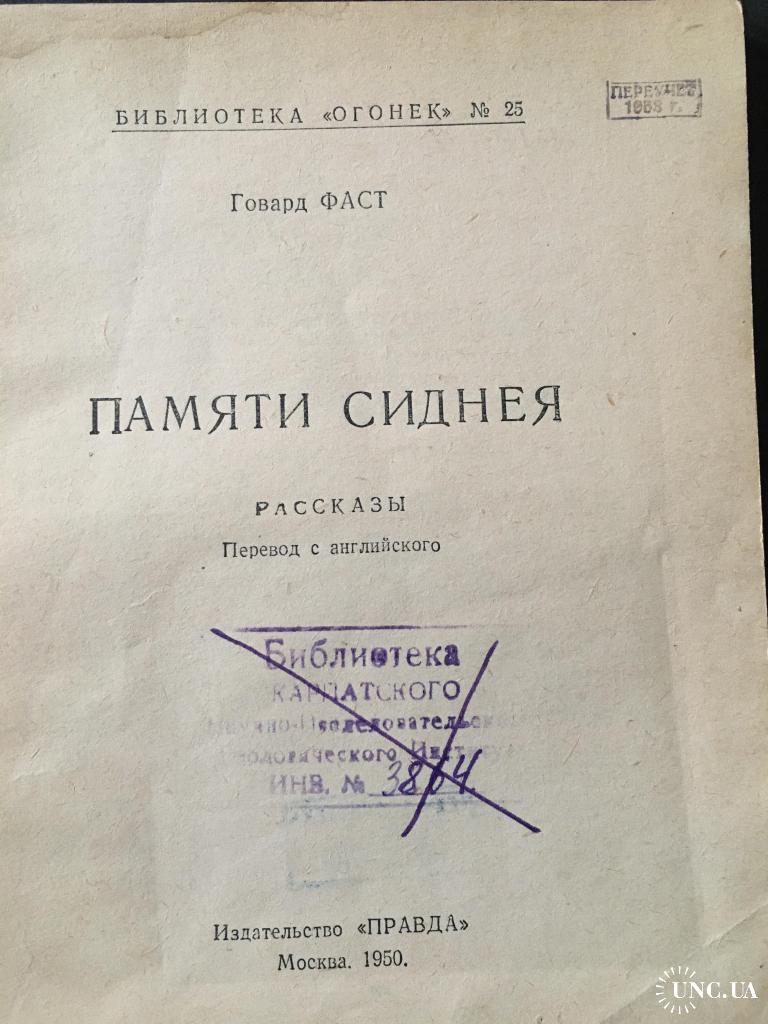 БИБЛИОТЕКА «ОГОНЕК» № 25
ПЕРЕУЧЕТ
1958 г.
Говард ФАСТ
ПАМЯТИ СИДНЕЯ
РАССКАЗЫ
Перевод с английского
Библиотека
КАРПАТСКОГО
ИНВ. № 3864
Издательство «ПРАВДА»
Москва. 1950.
UNC.UA